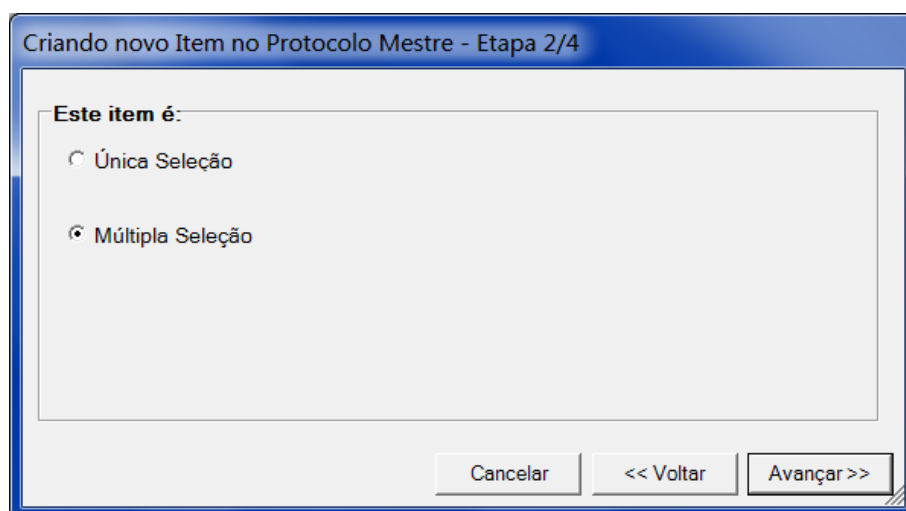 Criando novo Item no Protocolo Mestre - Etapa 2/4
Este item é:
Única Seleção
Múltipla Seleção
Cancelar << Voltar Avançar >>